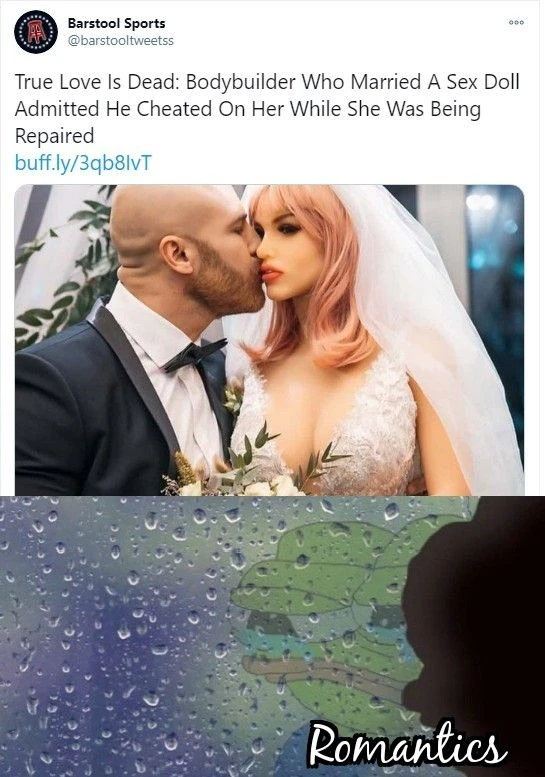 Barstool Sports
@barstooltweetss
True Love Is Dead: Bodybuilder Who Married A Sex Doll
Admitted He Cheated On Her While She Was Being
Repaired
buff.ly/3qb8IvT
Romantics